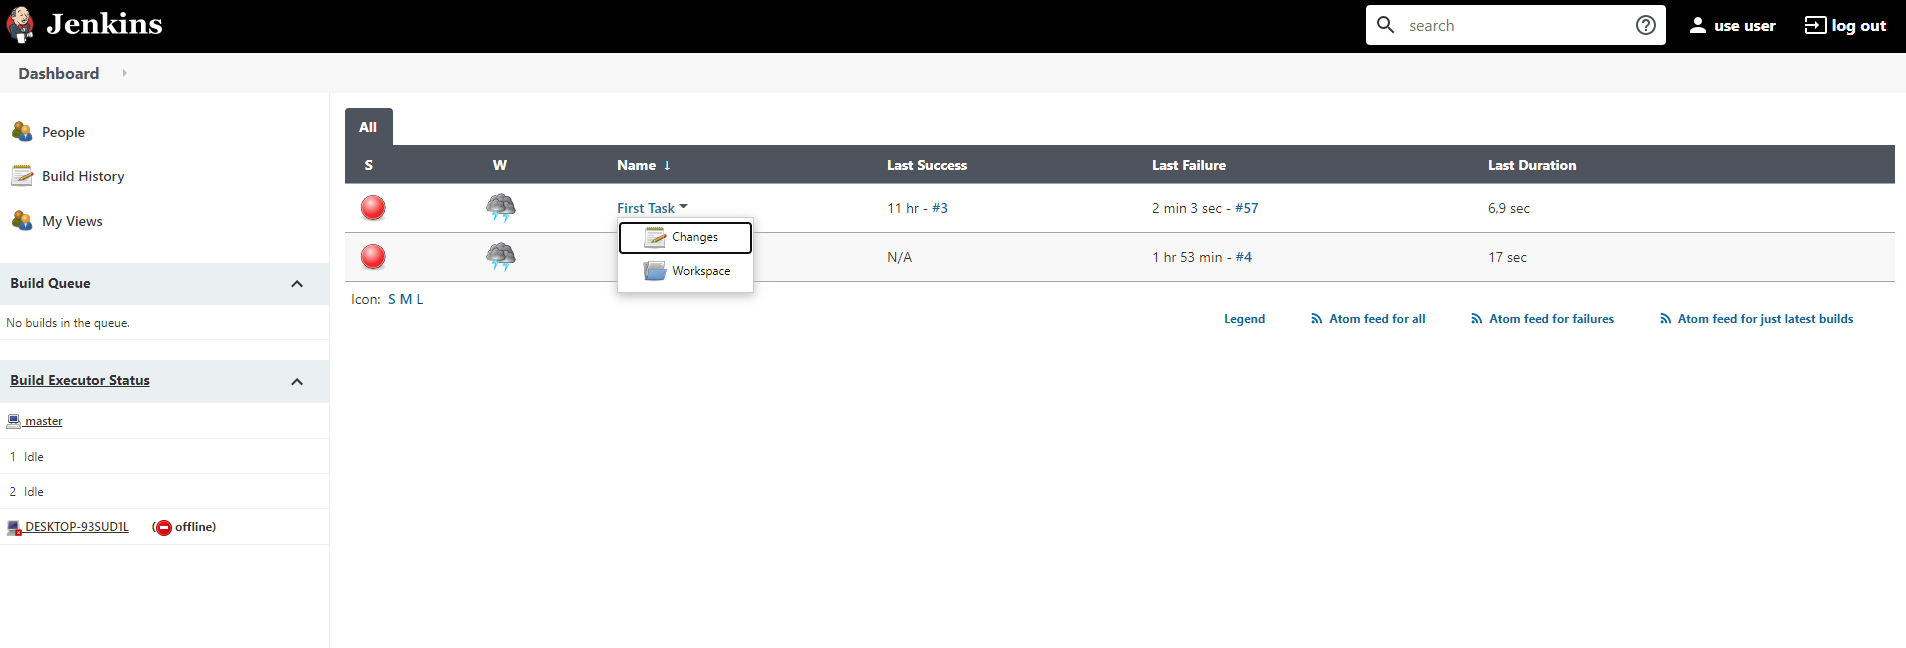 Jenkins
search
use user
log out
Dashboard
People
Build History
My Views
Build Queue
No builds in the queue.
Build Executor Status
master
1 Idle
2 Idle
DESKTOP-93SUD1L (offline)
All
S W Name ↓ Last Success Last Failure Last Duration
First Task 11 hr - #3 2 min 3 sec - #57 6,9 sec
Changes
Workspace
N/A 1 hr 53 min - #4 17 sec
Icon: S M L
Legend Atom feed for all Atom feed for failures Atom feed for just latest builds